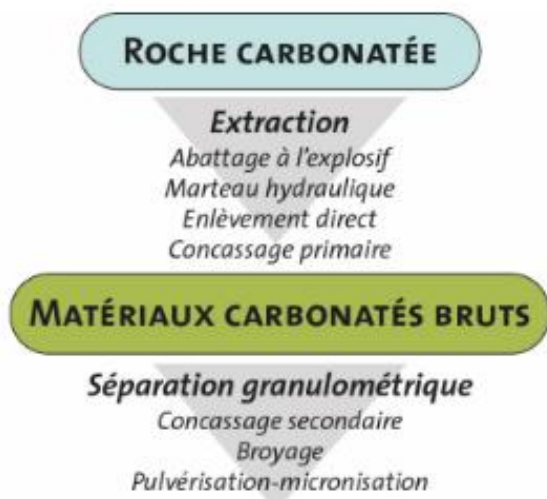 ROCHE CARBONATÉE
Extraction
Abattage à l'explosif
Marteau hydraulique
Enlèvement direct
Concassage primaire
MATÉRIAUX CARBONATÉS BRUTS
Séparation granulométrique
Concassage secondaire
Broyage
Pulvérisation-micronisation